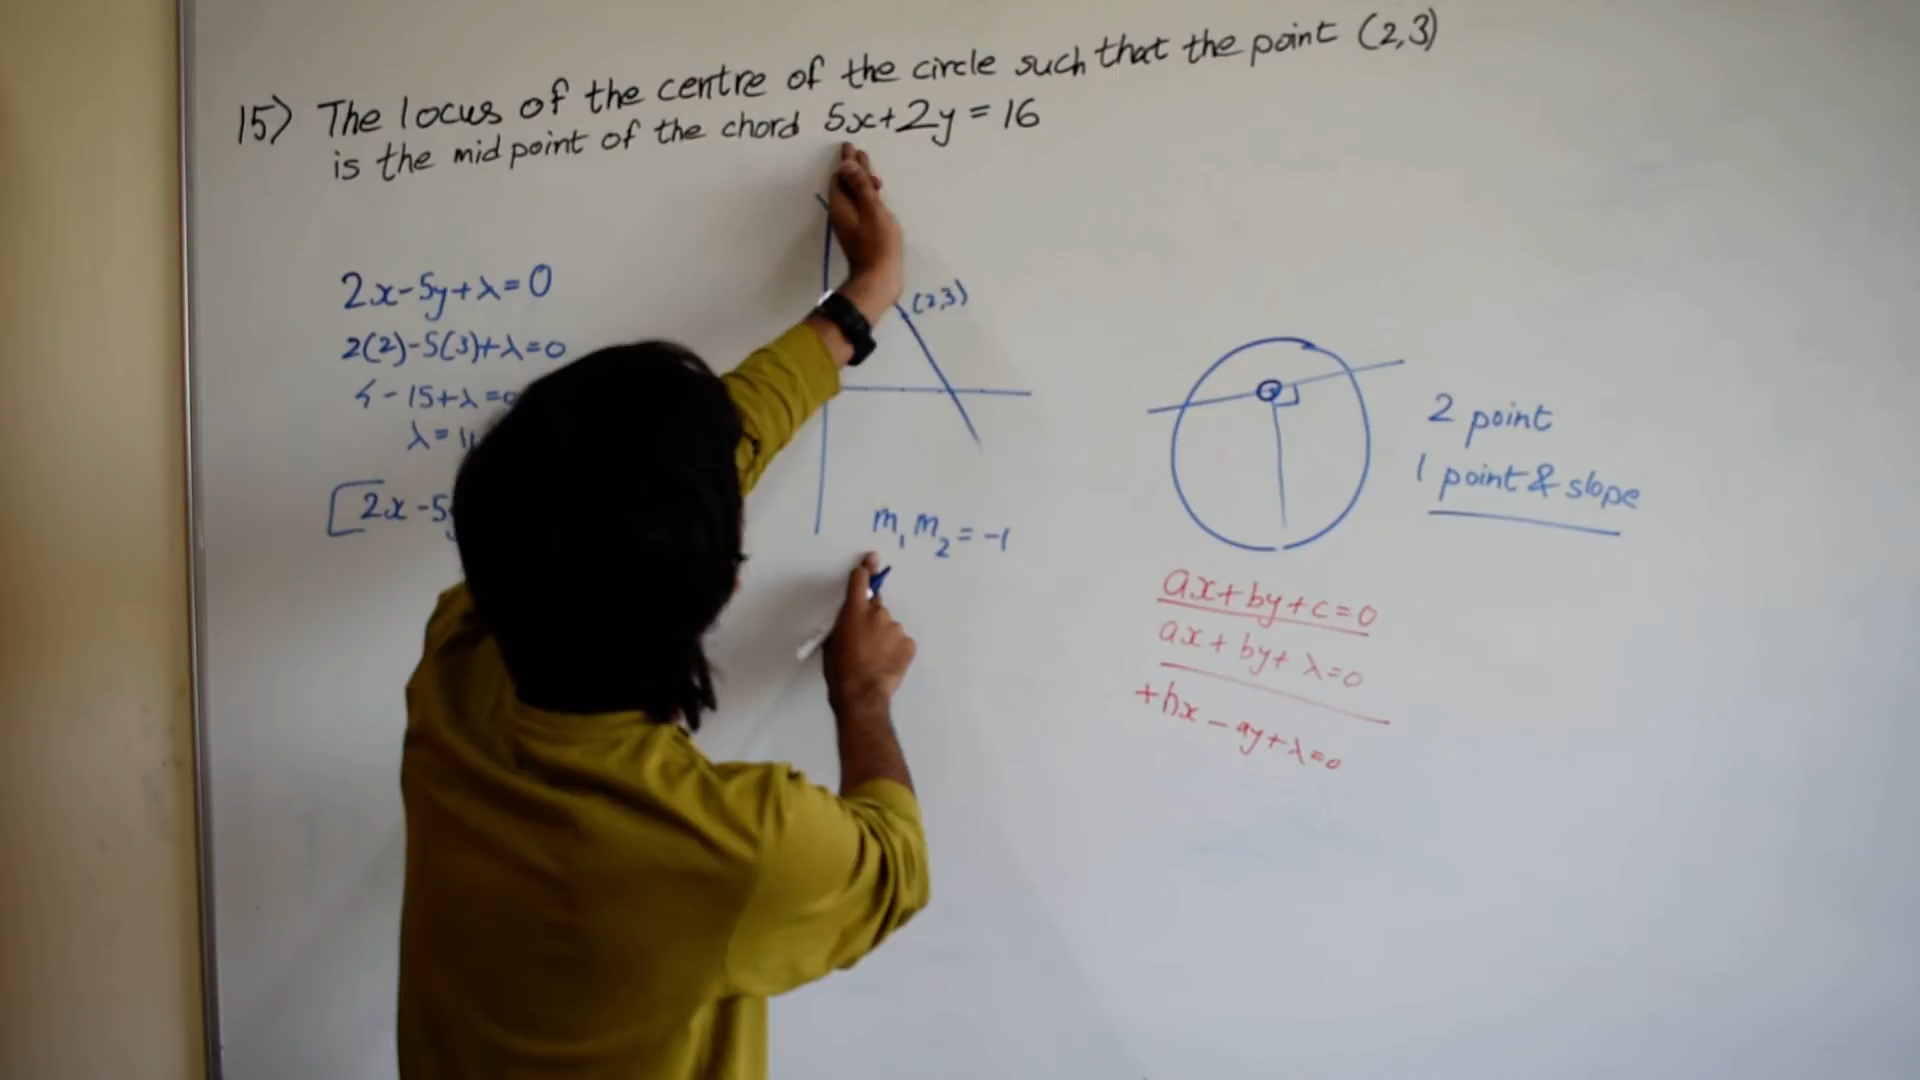 15) The locus of the centre of the circle such that the point (2,3)
is the mid point of the chord 5x+2y=16
2x-5y+λ=0
2(2)-5(3)+λ=0
4-15+λ=0
λ=11
2x-5y
(2,3)
m₁m₂=-1
2 point
1 point & slope
ax+by+c=0
ax+by+λ=0
+bx-ay+λ=0